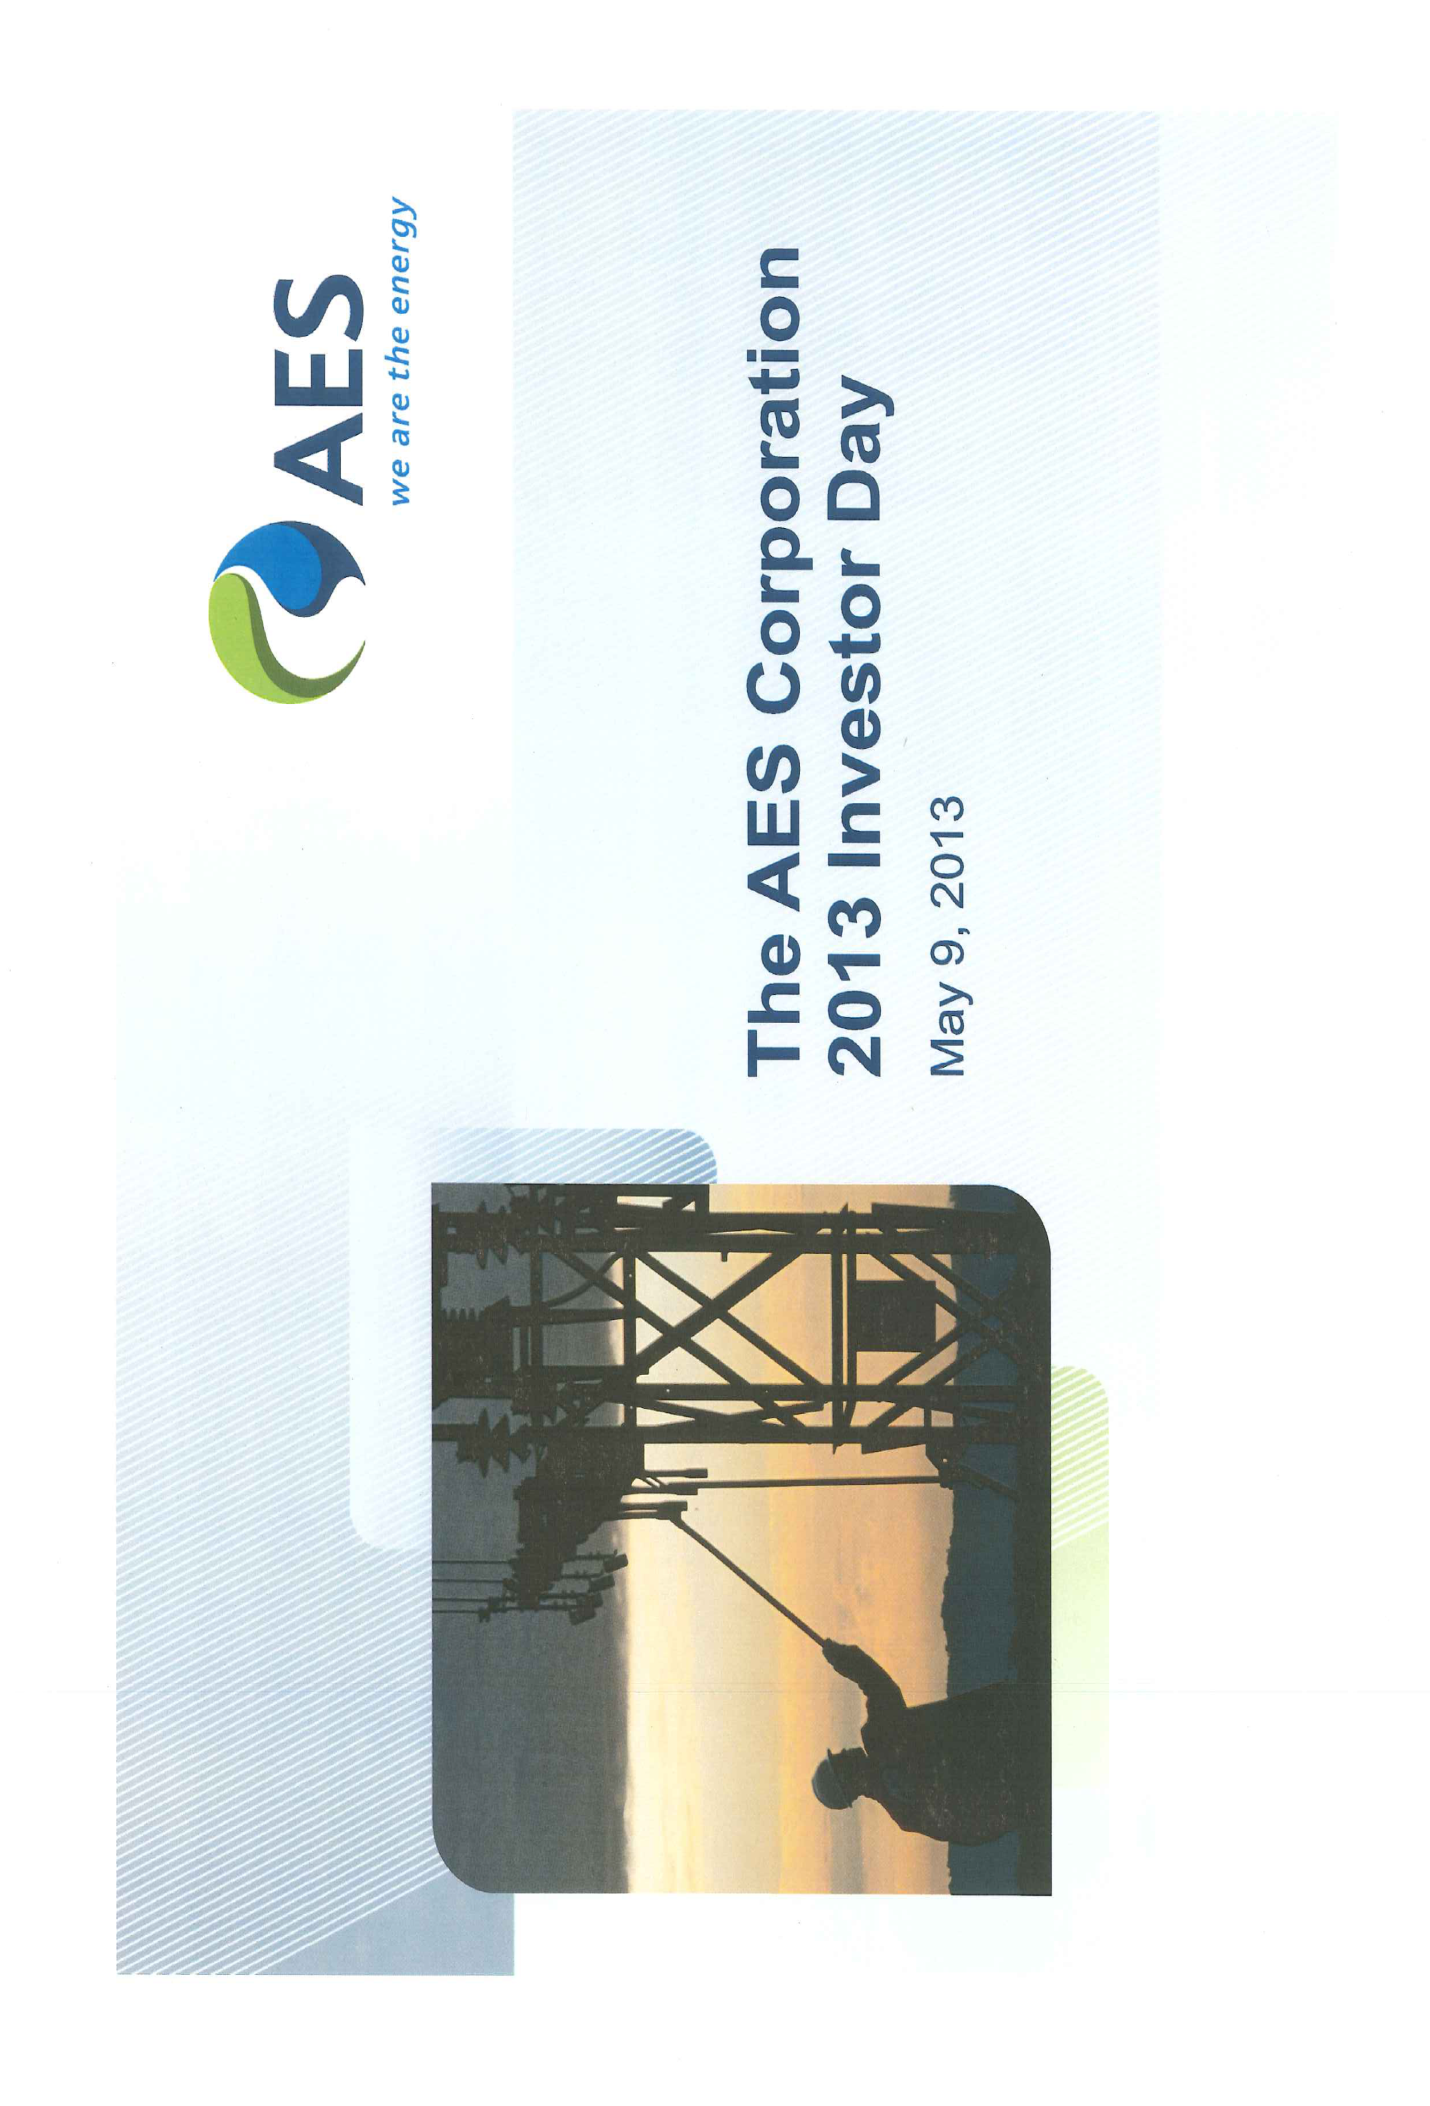 AES
we are the energy
The AES Corporation
2013 Investor Day
May 9, 2013